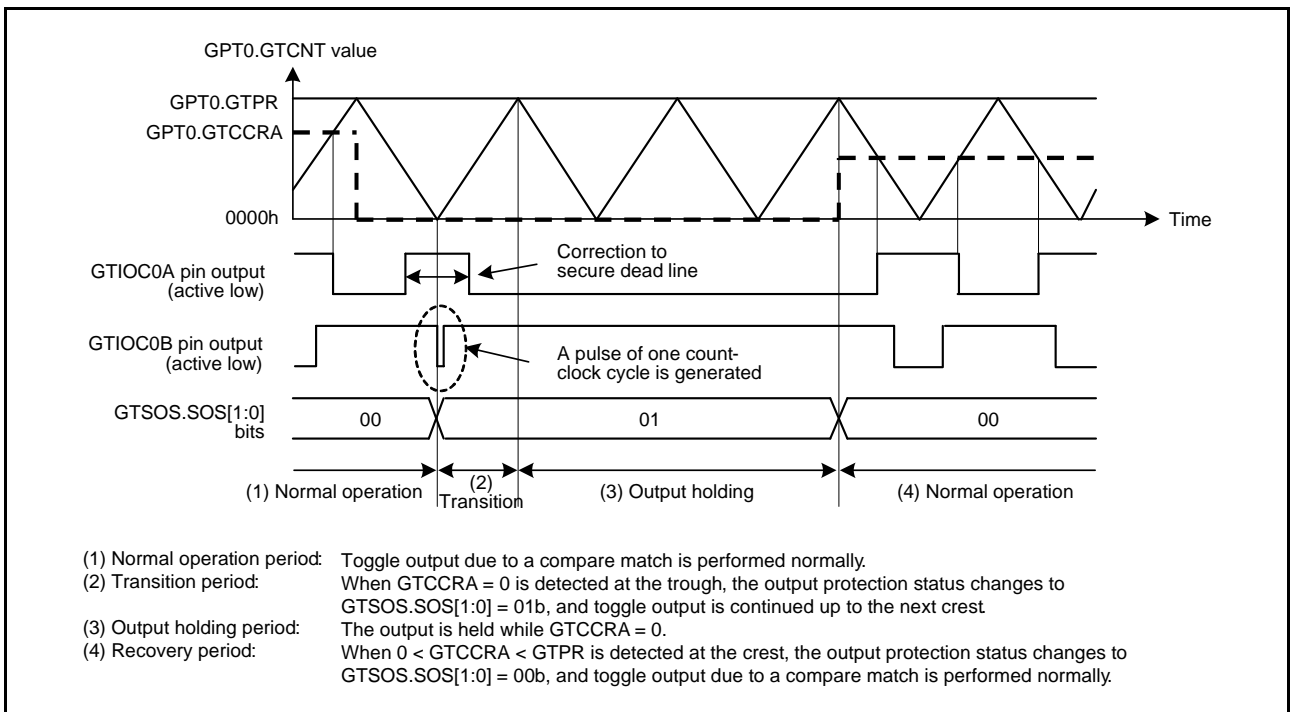 GPT0.GTCNT value
GPT0.GTPR
GPT0.GTCCRA
0000h
Time
GTIOC0A pin output
(active low)
Correction to
secure dead line
GTIOC0B pin output
(active low)
A pulse of one count-
clock cycle is generated
GTSOS.SOS[1:0]
bits
00
01
00
(1) Normal operation
(2)
Transition
(3) Output holding
(4) Normal operation
(1) Normal operation period: Toggle output due to a compare match is performed normally.
(2) Transition period: When GTCCRA = 0 is detected at the trough, the output protection status changes to
GTSOS.SOS[1:0] = 01b, and toggle output is continued up to the next crest.
(3) Output holding period: The output is held while GTCCRA = 0.
(4) Recovery period: When 0 < GTCCRA < GTPR is detected at the crest, the output protection status changes to
GTSOS.SOS[1:0] = 00b, and toggle output due to a compare match is performed normally.